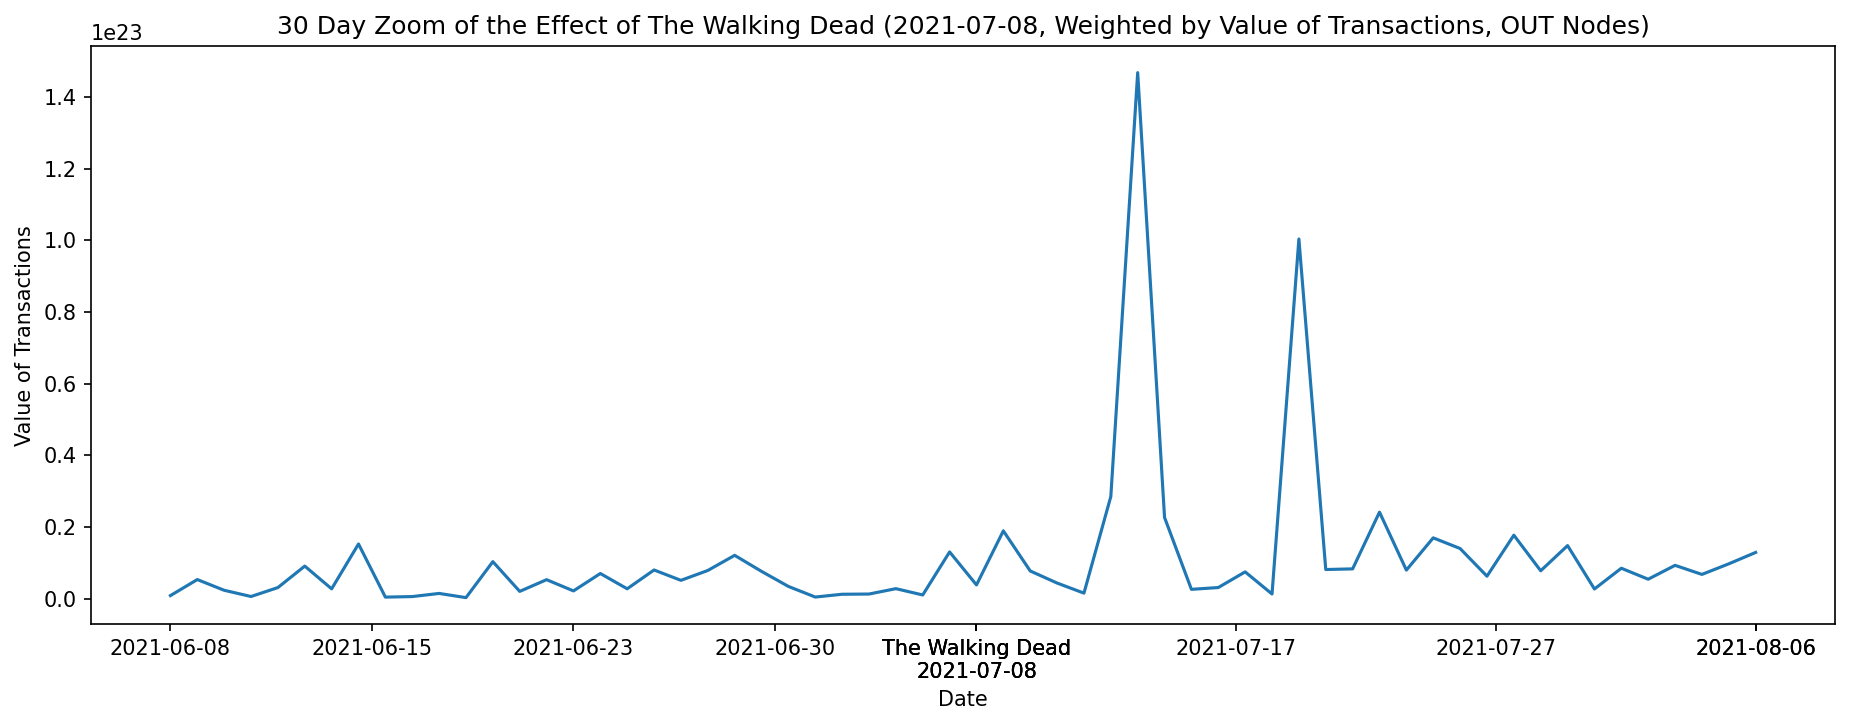 30 Day Zoom of the Effect of The Walking Dead (2021-07-08, Weighted by Value of Transactions, OUT Nodes)
1e23
1.4
1.2
1.0
0.8
0.6
0.4
0.2
0.0
Value of Transactions
2021-06-08 2021-06-15 2021-06-23 2021-06-30 The Walking Dead 2021-07-17 2021-07-27 2021-08-06
2021-07-08
Date